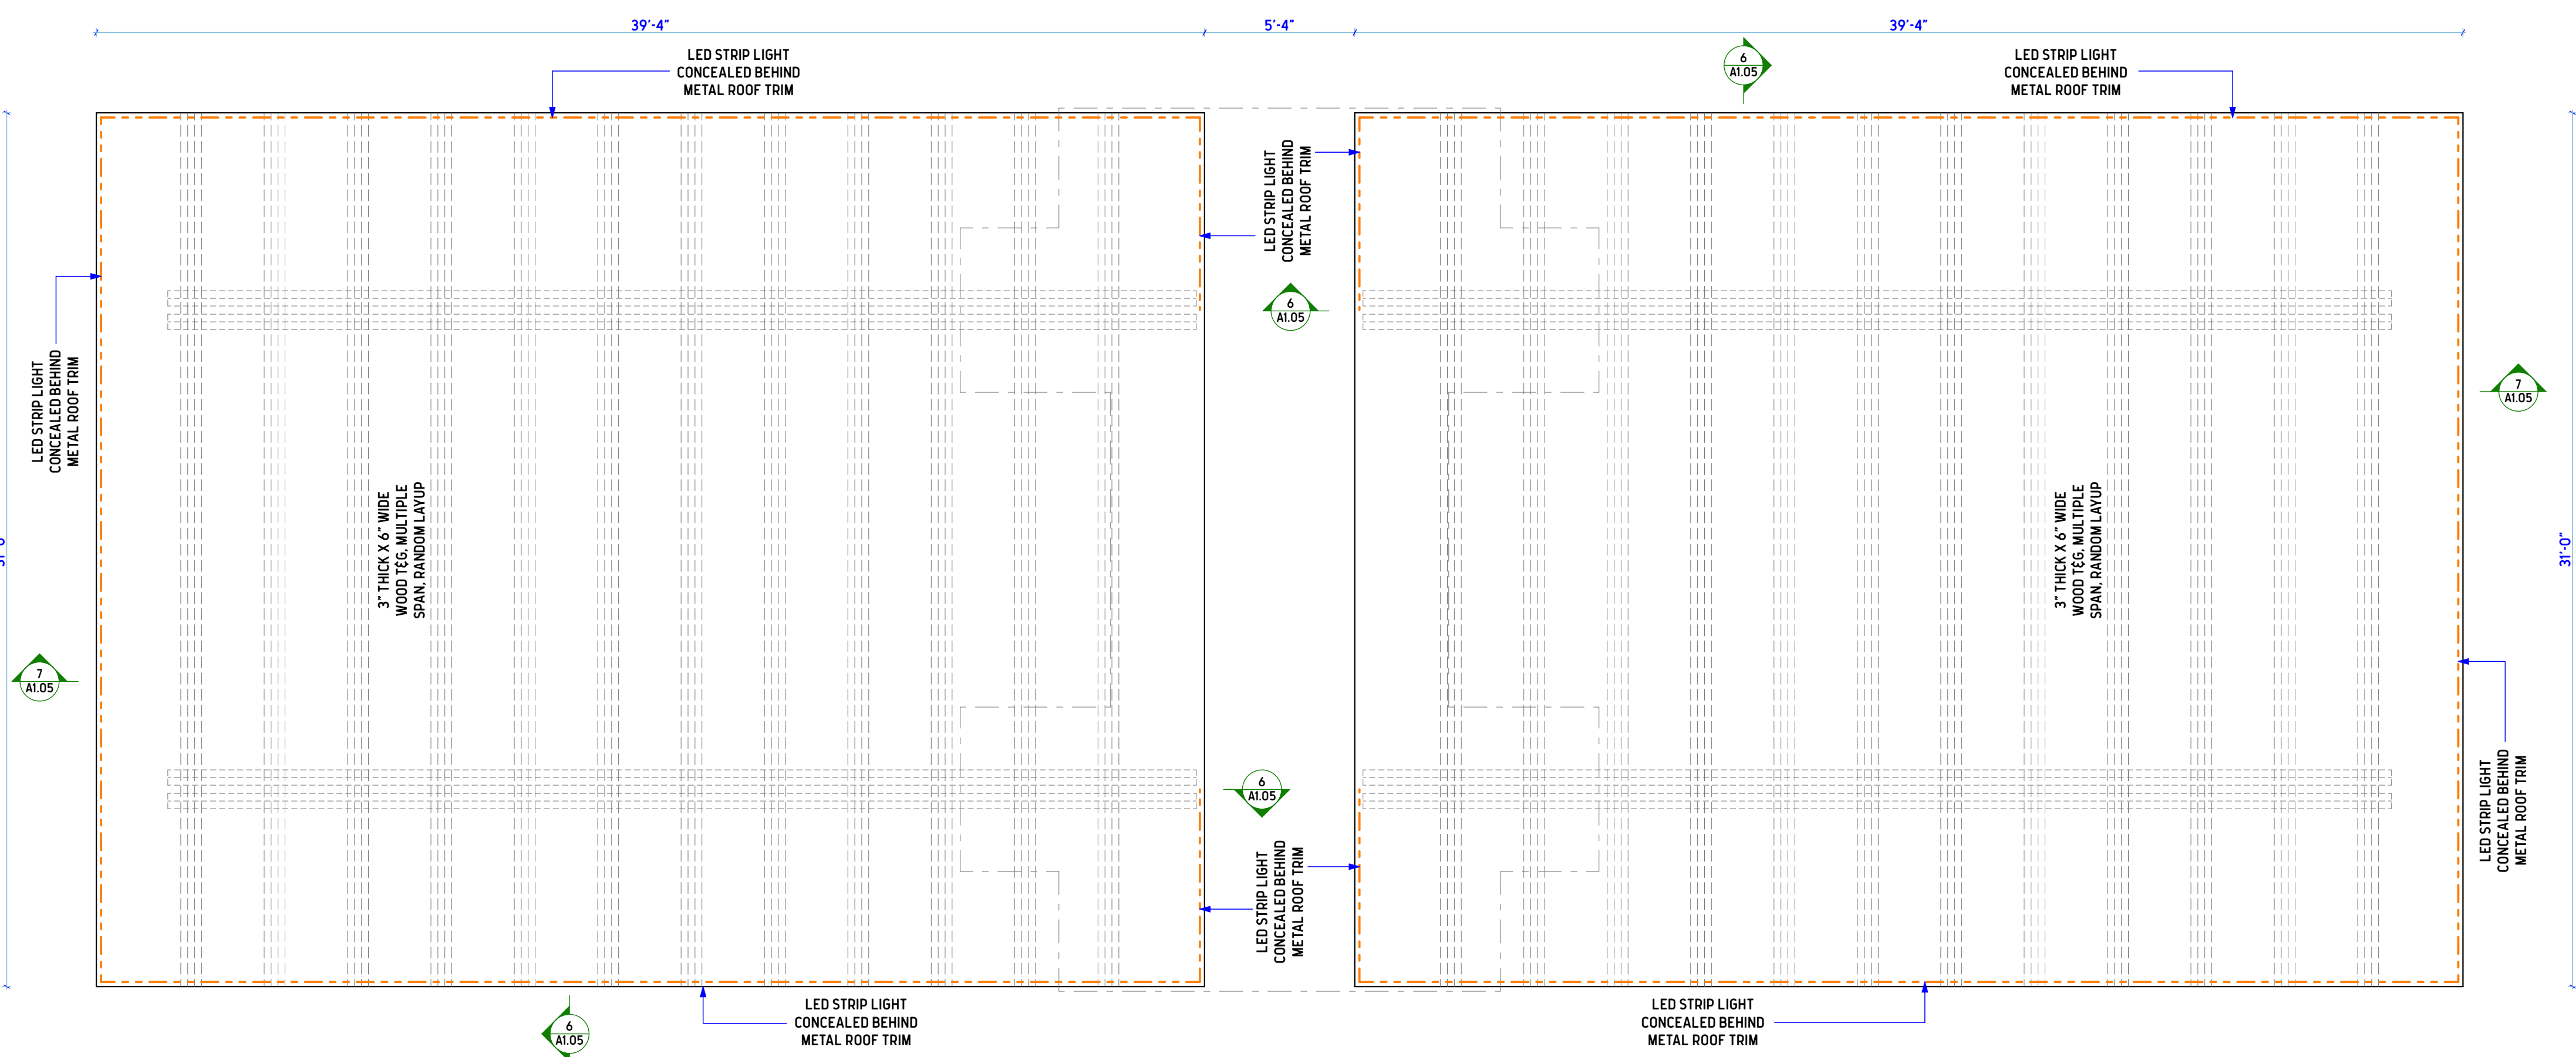 39'-4"
5'-4"
39'-4"
LED STRIP LIGHT
CONCEALED BEHIND
METAL ROOF TRIM
6
A1.05
LED STRIP LIGHT
CONCEALED BEHIND
METAL ROOF TRIM
LED STRIP LIGHT
CONCEALED BEHIND
METAL ROOF TRIM
6
A1.05
LED STRIP LIGHT
CONCEALED BEHIND
METAL ROOF TRIM
7
A1.05
3" THICK X 6" WIDE
WOOD T&G, MULTIPLE
SPAN, RANDOM LAYUP
3" THICK X 6" WIDE
WOOD T&G, MULTIPLE
SPAN, RANDOM LAYUP
31'-0"
7
A1.05
6
A1.05
LED STRIP LIGHT
CONCEALED BEHIND
METAL ROOF TRIM
LED STRIP LIGHT
CONCEALED BEHIND
METAL ROOF TRIM
6
A1.05
LED STRIP LIGHT
CONCEALED BEHIND
METAL ROOF TRIM
LED STRIP LIGHT
CONCEALED BEHIND
METAL ROOF TRIM